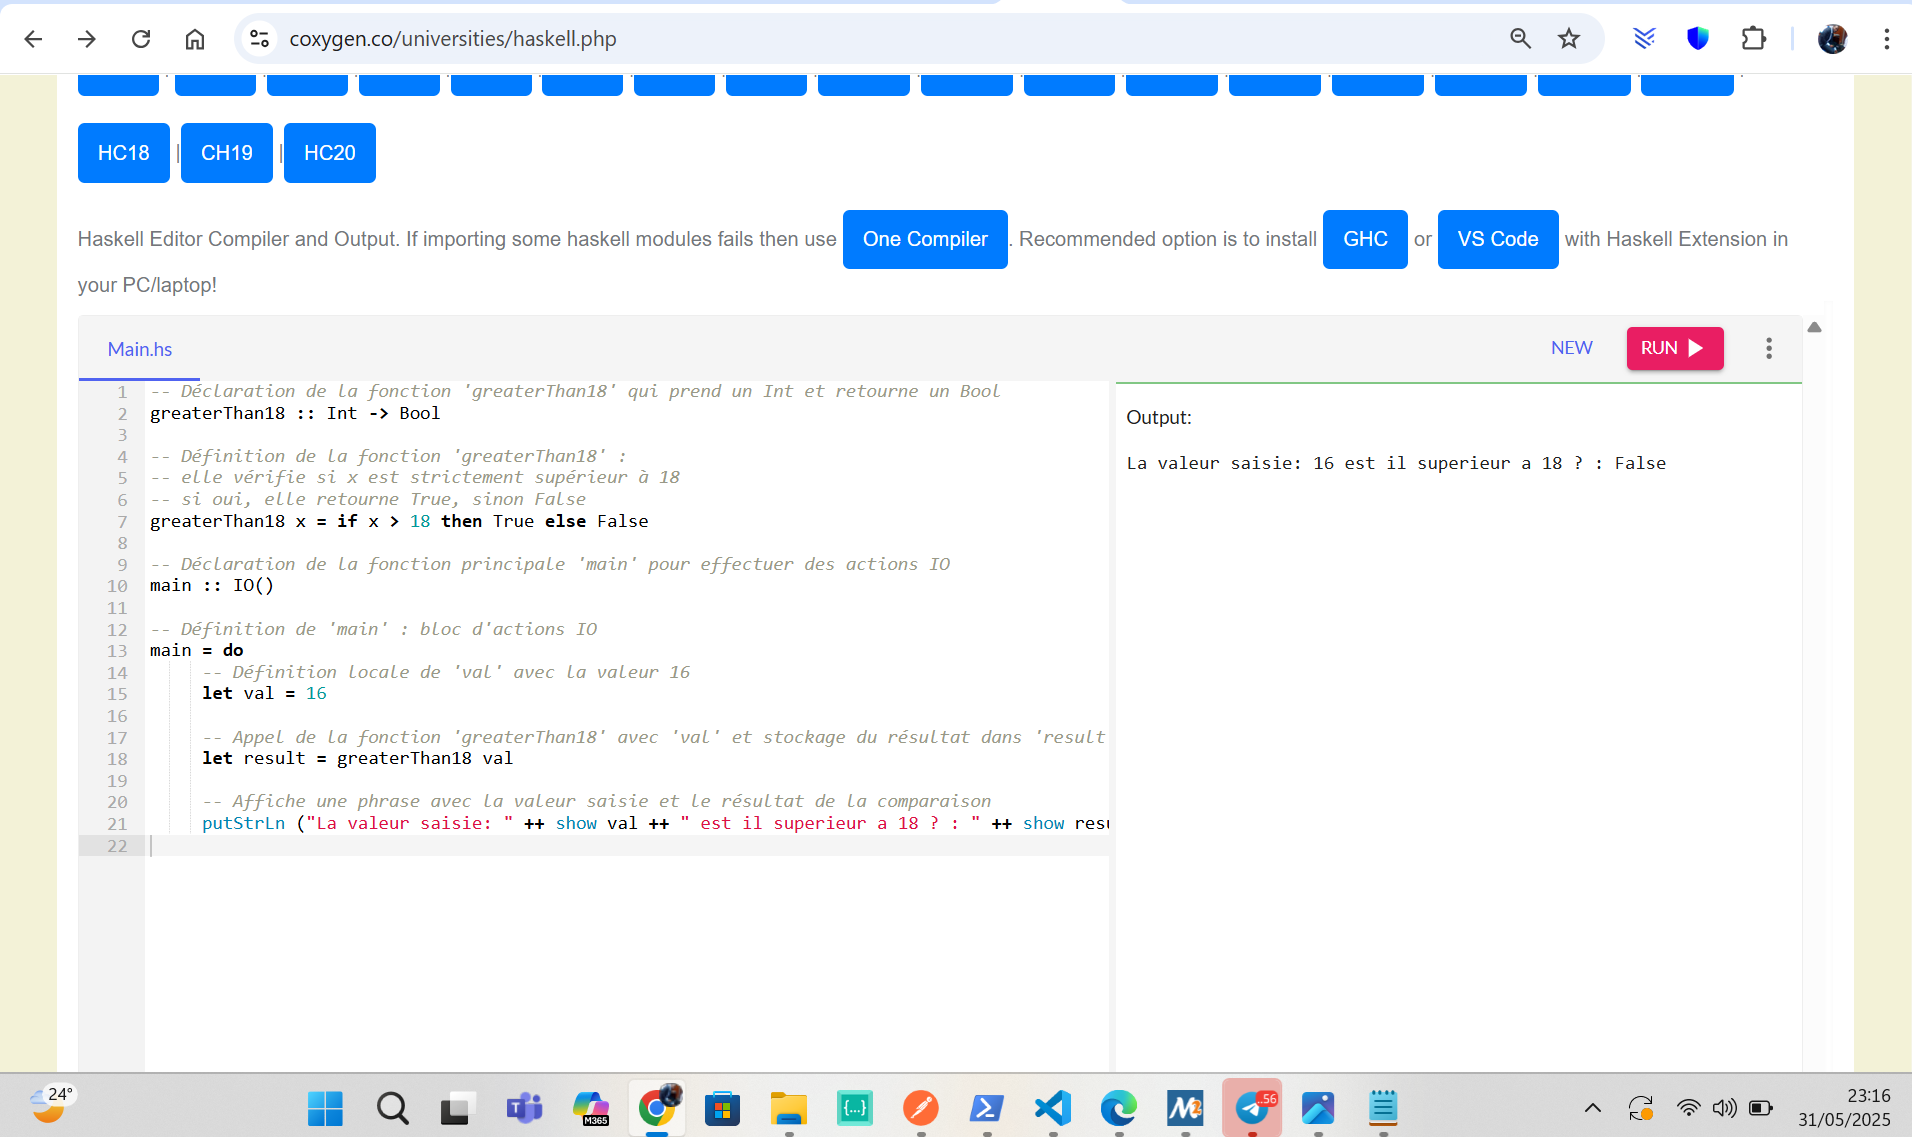 coxygen.co/universities/haskell.php
HC18 | CH19 | HC20
Haskell Editor Compiler and Output. If importing some haskell modules fails then use One Compiler . Recommended option is to install GHC or VS Code with Haskell Extension in
your PC/laptop!
Main.hs
NEW
RUN
1 -- Déclaration de la fonction 'greaterThan18' qui prend un Int et retourne un Bool
2 greaterThan18 :: Int -> Bool
3
4 -- Définition de la fonction 'greaterThan18' :
5 -- elle vérifie si x est strictement supérieur à 18
6 -- si oui, elle retourne True, sinon False
7 greaterThan18 x = if x > 18 then True else False
8
9 -- Déclaration de la fonction principale 'main' pour effectuer des actions IO
10 main :: IO()
11
12 -- Définition de 'main' : bloc d'actions IO
13 main = do
14 -- Définition locale de 'val' avec la valeur 16
15 let val = 16
16
17 -- Appel de la fonction 'greaterThan18' avec 'val' et stockage du résultat dans 'result
18 let result = greaterThan18 val
19
20 -- Affiche une phrase avec la valeur saisie et le résultat de la comparaison
21 putStrLn ("La valeur saisie: " ++ show val ++ " est il superieur a 18 ? : " ++ show resu
22
Output:
La valeur saisie: 16 est il superieur a 18 ? : False
24°
M365
..56
23:16
31/05/2025